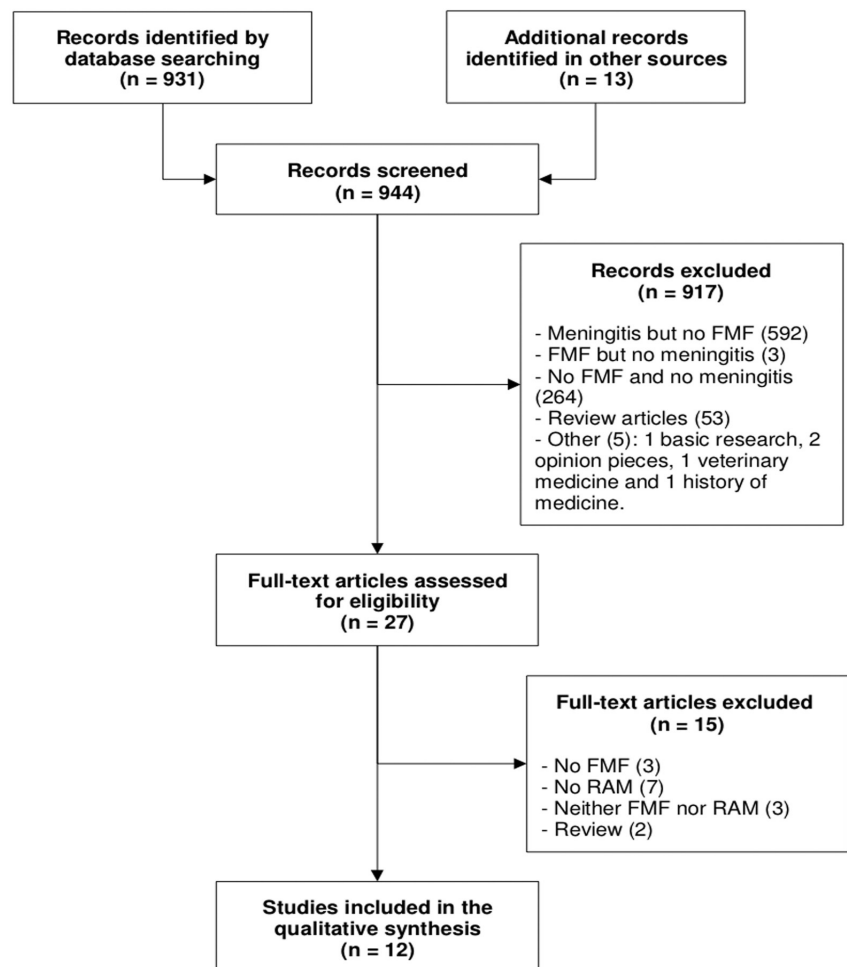 Records identified by
database searching
(n = 931)
Additional records
identified in other sources
(n = 13)
Records screened
(n = 944)
Records excluded
(n = 917)
- Meningitis but no FMF (592)
- FMF but no meningitis (3)
- No FMF and no meningitis
(264)
- Review articles (53)
- Other (5): 1 basic research, 2
opinion pieces, 1 veterinary
medicine and 1 history of
medicine.
Full-text articles assessed
for eligibility
(n = 27)
Full-text articles excluded
(n = 15)
- No FMF (3)
- No RAM (7)
- Neither FMF nor RAM (3)
- Review (2)
Studies included in the
qualitative synthesis
(n = 12)